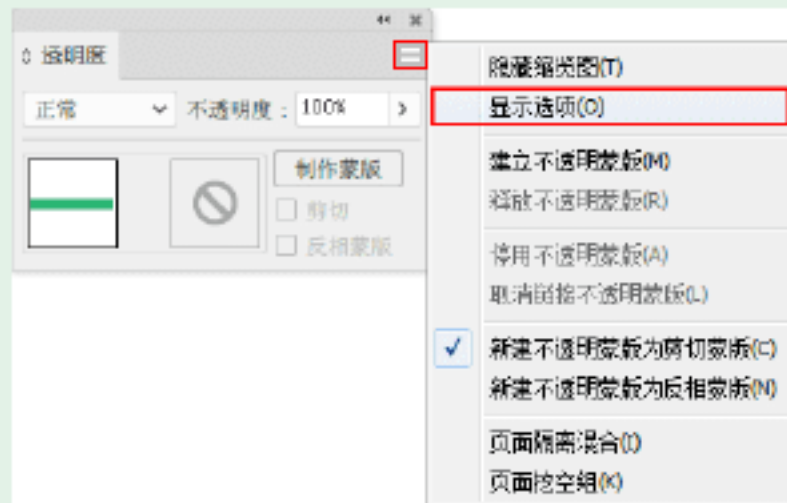 透明度
正常 不透明度: 100%
制作蒙版
剪切
反相蒙版
隐藏缩览图(T)
显示选项(O)
建立不透明蒙版(M)
释放不透明蒙版(R)
停用不透明蒙版(A)
取消链接不透明蒙版(L)
新建不透明蒙版为剪切蒙版(C)
新建不透明蒙版为反相蒙版(N)
页面隔离混合(I)
页面挖空组(K)